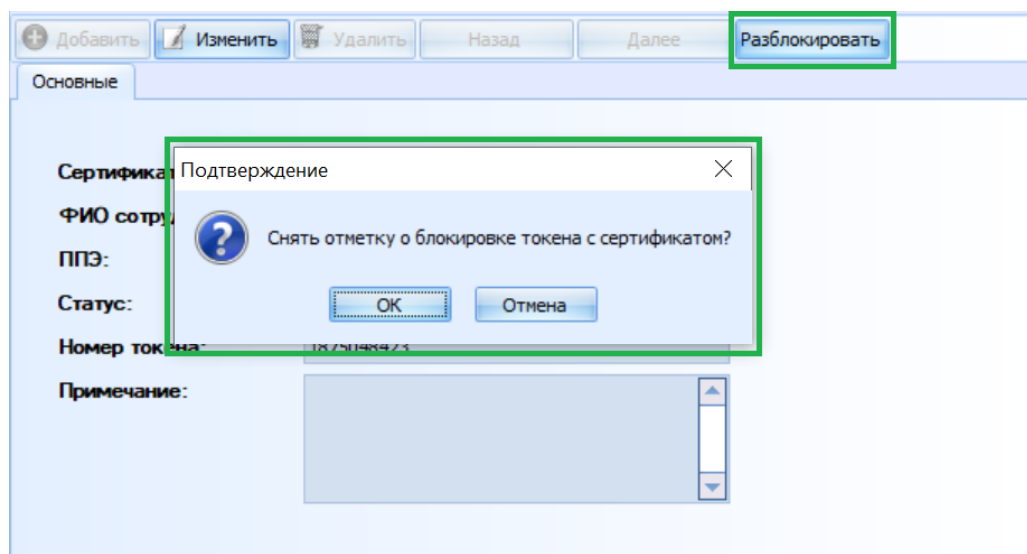 Добавить Изменить Удалить Назад Далее Разблокировать
Основные
Подтверждение
Снять отметку о блокировке токена с сертификатом?
OK Отмена
ФИО
ППЭ:
Статус:
Номер токена: 1875048423
Примечание: